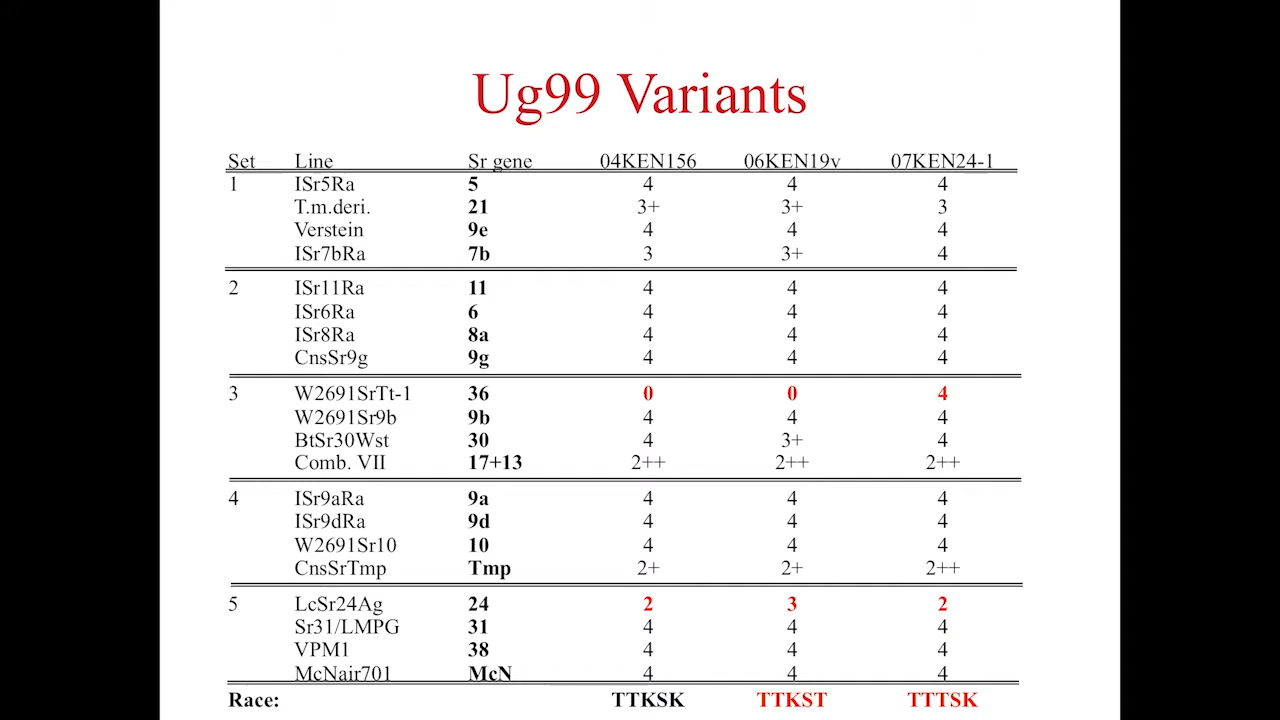 Ug99 Variants
Set Line Sr gene 04KEN156 06KEN19v 07KEN24-1
1 ISr5Ra 5 4 4 4
T.m.deri. 21 3+ 3+ 3
Verstein 9e 4 4 4
ISr7bRa 7b 3 3+ 4
2 ISr11Ra 11 4 4 4
ISr6Ra 6 4 4 4
ISr8Ra 8a 4 4 4
CnsSr9g 9g 4 4 4
3 W2691SrTt-1 36 0 0 4
W2691Sr9b 9b 4 4 4
BtSr30Wst 30 4 3+ 4
Comb. VII 17+13 2++ 2++ 2++
4 ISr9aRa 9a 4 4 4
ISr9dRa 9d 4 4 4
W2691Sr10 10 4 4 4
CnsSrTmp Tmp 2+ 2+ 2++
5 LcSr24Ag 24 2 3 2
Sr31/LMPG 31 4 4 4
VPM1 38 4 4 4
McNair701 McN 4 4 4
Race: TTKSK TTKST TTTSK